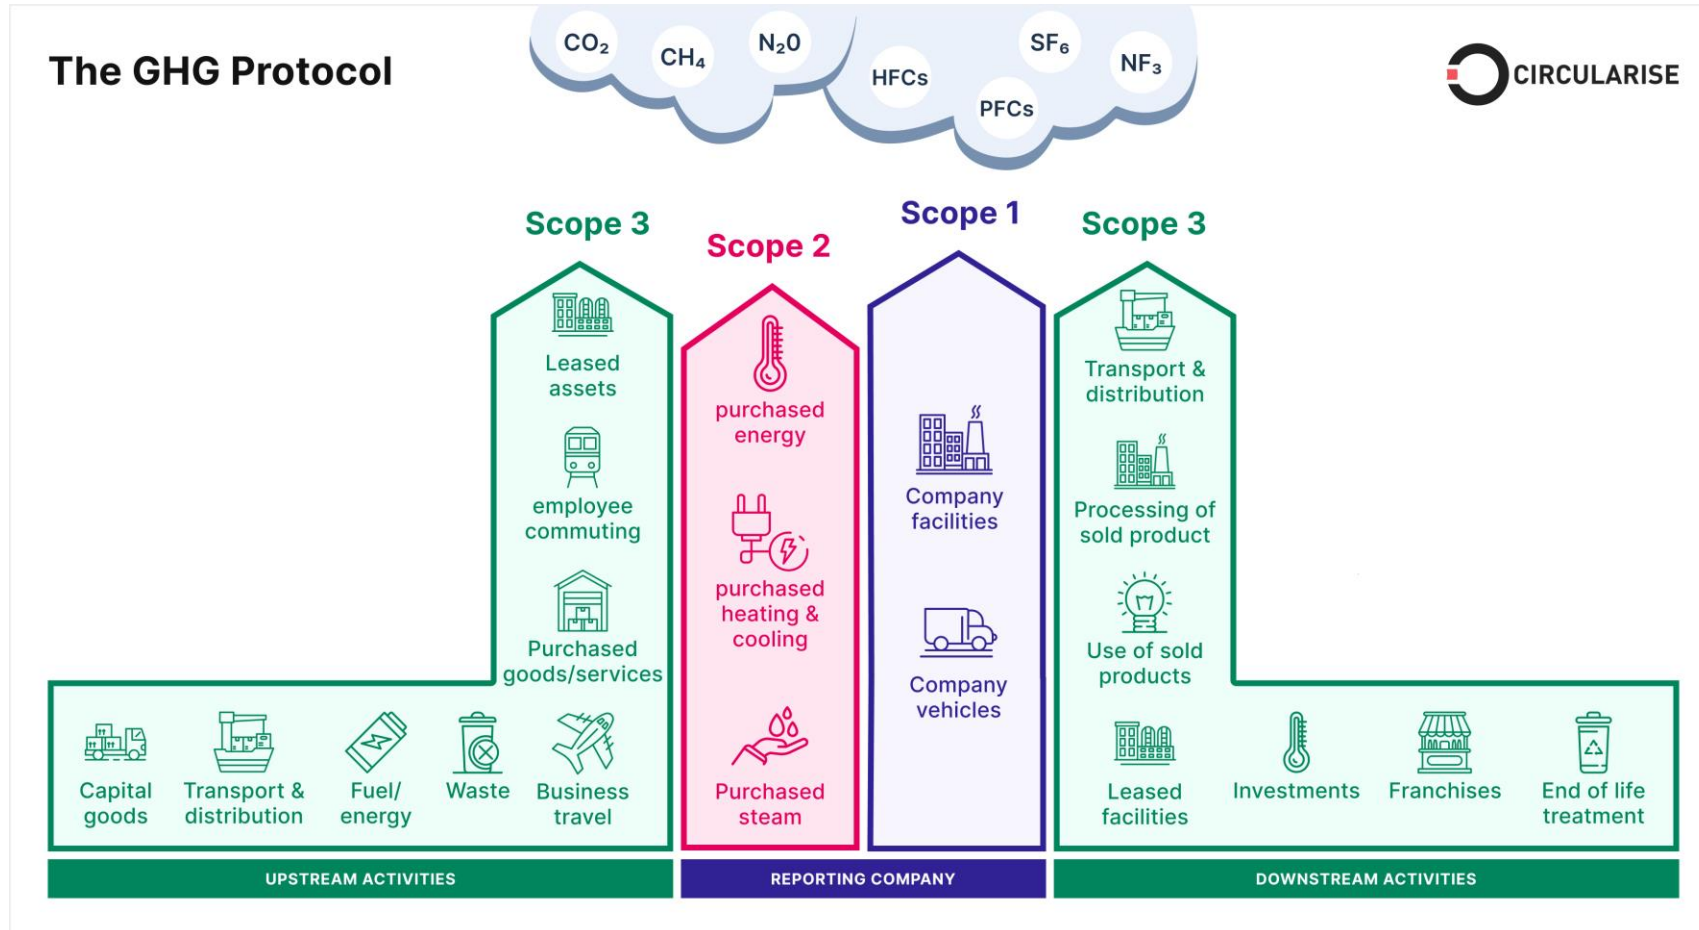 The GHG Protocol
CO₂
CH₄
N₂0
HFCs
PFCs
SF₆
NF₃
CIRCULARISE
Scope 3
Leased
assets
employee
commuting
Purchased
goods/services
Capital
goods
Transport &
distribution
Fuel/
energy
Waste
Business
travel
Scope 2
purchased
energy
purchased
heating &
cooling
Purchased
steam
Scope 1
Company
facilities
Company
vehicles
Scope 3
Transport &
distribution
Processing of
sold product
Use of sold
products
Leased
facilities
Investments
Franchises
End of life
treatment
UPSTREAM ACTIVITIES
REPORTING COMPANY
DOWNSTREAM ACTIVITIES